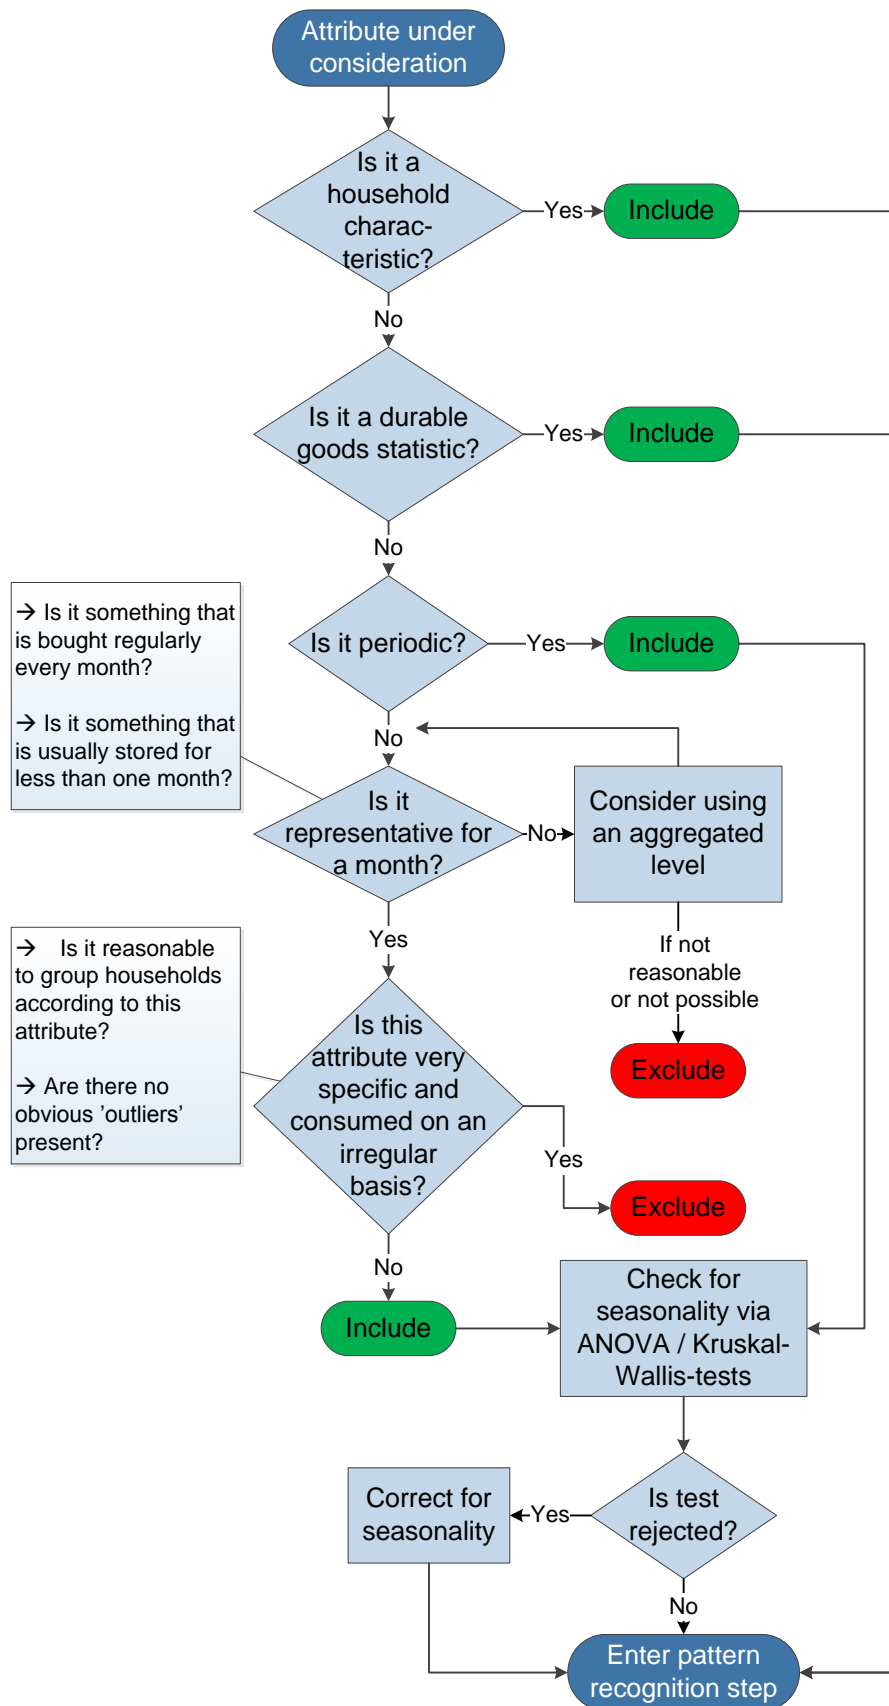 Attribute under
consideration
Is it a
household
charac-
teristic?
Yes
Include
No
Is it a durable
goods statistic?
Yes
Include
No
→ Is it something that
is bought regularly
every month?
→ Is it something that
is usually stored for
less than one month?
Is it periodic?
Yes
Include
No
Is it
representative for
a month?
No
Consider using
an aggregated
level
Yes
If not
reasonable
or not possible
Exclude
→ Is it reasonable
to group households
according to this
attribute?
→ Are there no
obvious ’outliers’
present?
Is this
attribute very
specific and
consumed on an
irregular
basis?
Yes
Exclude
No
Include
Check for
seasonality via
ANOVA / Kruskal-
Wallis-tests
Is test
rejected?
Yes
Correct for
seasonality
No
Enter pattern
recognition step